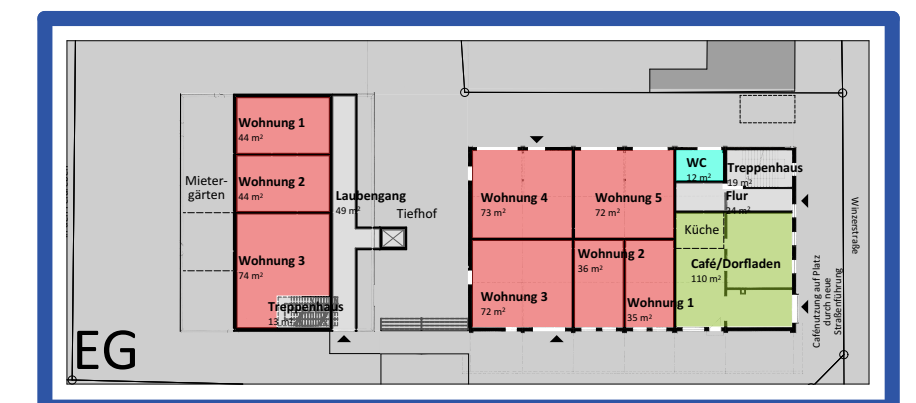 Wohnung 1
44 m²
Wohnung 2
44 m²
Mieter-
gärten
Laubengang
49 m²
Tiefhof
Wohnung 3
74 m²
Treppenhaus
13 m²
EG
Wohnung 4
73 m²
Wohnung 5
72 m²
WC
12 m²
Treppenhaus
19 m²
Flur
24 m²
Küche
Wohnung 2
36 m²
Café/Dorfladen
110 m²
Wohnung 3
72 m²
Wohnung 1
35 m²
Winzerstraße
Cafénutzung auf Platz
durch neue
Straßenführung